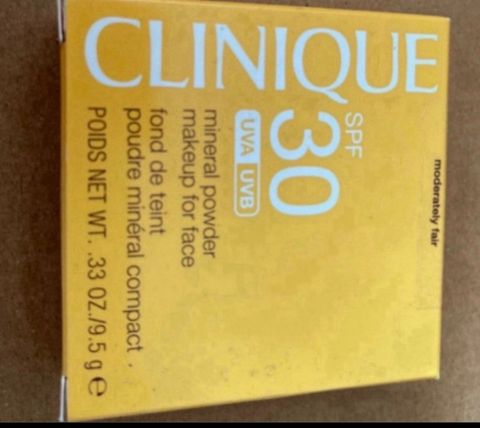 CLINIQUE
moderately fair
SPF
30
UVA UVB
mineral powder
makeup for face
fond de teint
poudre minéral compact .
POIDS NET WT. .33 OZ./9.5 g e